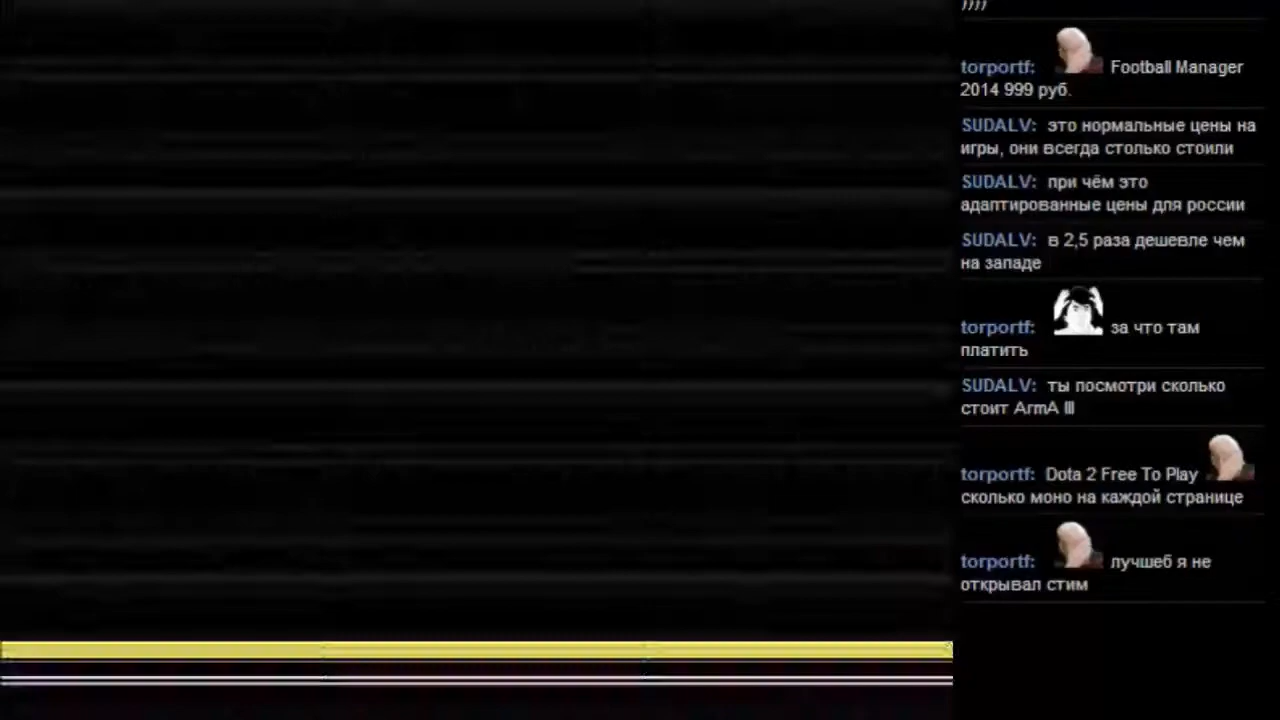 ))))
torportf: Football Manager
2014 999 руб.
SUDALV: это нормальные цены на
игры, они всегда столько стоили
SUDALV: при чём это
адаптированные цены для россии
SUDALV: в 2,5 раза дешевле чем
на западе
torportf: за что там
платить
SUDALV: ты посмотри сколько
стоит ArmA III
torportf: Dota 2 Free To Play
сколько моно на каждой странице
torportf: лучшеб я не
открывал стим